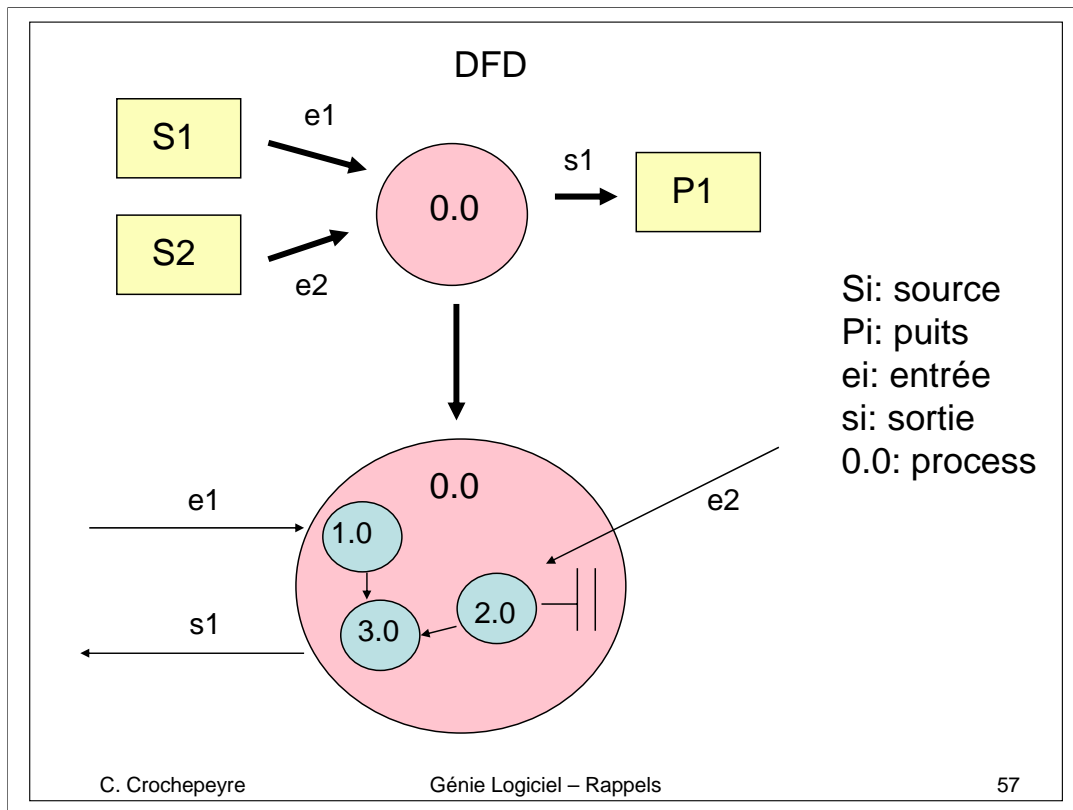 DFD
S1
e1
S2
e2
0.0
s1
P1
Si: source
Pi: puits
ei: entrée
si: sortie
0.0: process
0.0
e1
1.0
e2
s1
3.0
2.0
C. Crochepeyre
Génie Logiciel – Rappels
57